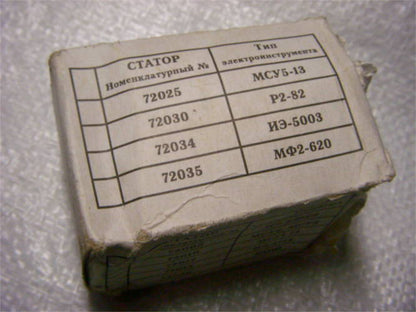 СТАТОР
Номенклатурный №
Тип
электроинструмента
72025 МСУ5-13
72030 Р2-82
72034 ИЭ-5003
72035 МФ2-620